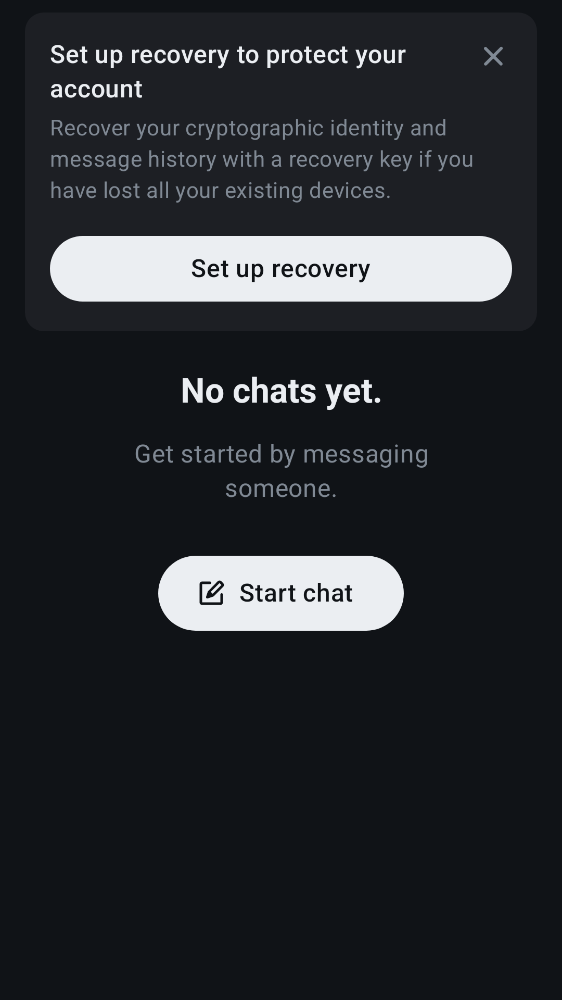 Set up recovery to protect your
account
Recover your cryptographic identity and
message history with a recovery key if you
have lost all your existing devices.
Set up recovery
No chats yet.
Get started by messaging
someone.
Start chat